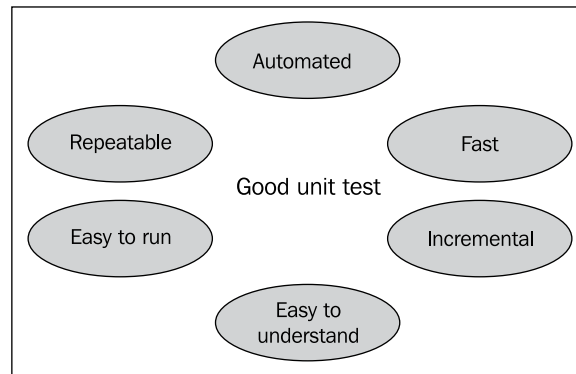 Automated
Repeatable
Fast
Good unit test
Easy to run
Incremental
Easy to
understand